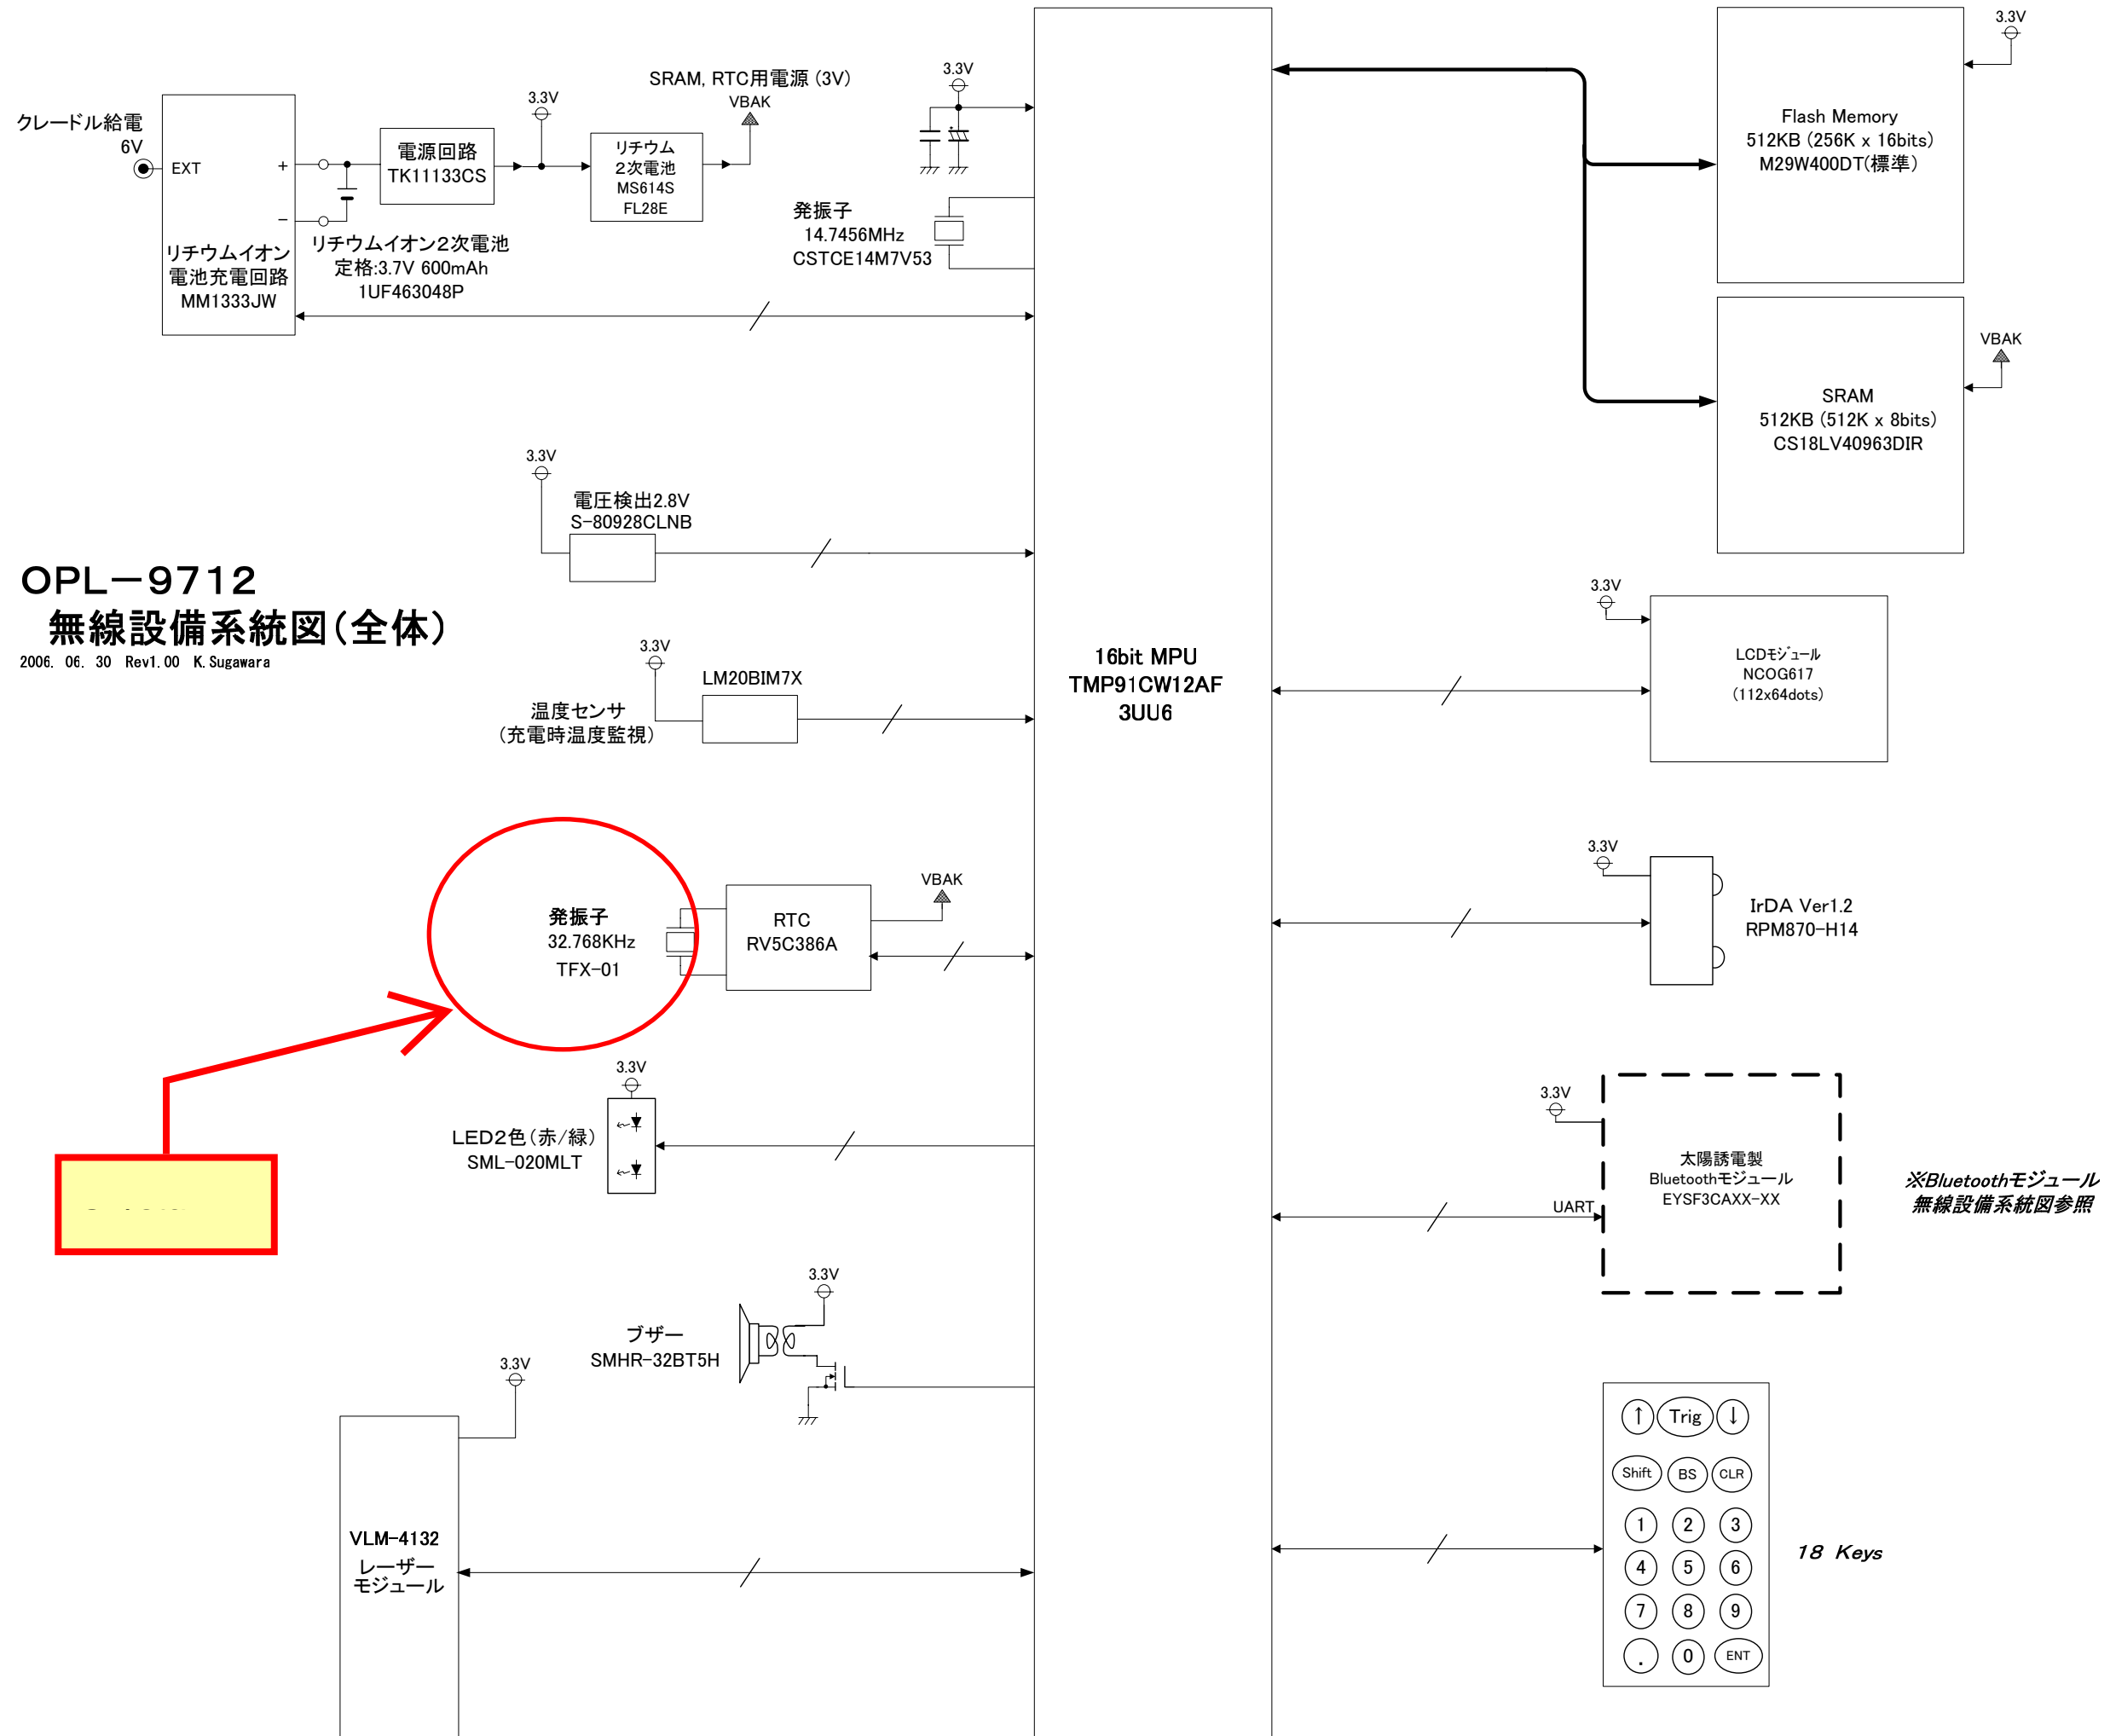 クレードル給電
6V
EXT
+
−
リチウムイオン
電池充電回路
MM1333JW
リチウムイオン２次電池
定格:3.7V 600mAh
1UF463048P
電源回路
TK11133CS
3.3V
リチウム
２次電池
MS614S
FL28E
SRAM, RTC用電源 (3V)
VBAK
3.3V
発振子
14.7456MHz
CSTCE14M7V53
3.3V
Flash Memory
512KB (256K x 16bits)
M29W400DT(標準)
VBAK
SRAM
512KB (512K x 8bits)
CS18LV40963DIR
3.3V
電圧検出2.8V
S-80928CLNB
OPL－9712
無線設備系統図(全体)
2006. 06. 30 Rev1.00 K.Sugawara
3.3V
LM20BIM7X
温度センサ
(充電時温度監視)
16bit MPU
TMP91CW12AF
3UU6
3.3V
LCDﾓｼﾞｭｰﾙ
NCOG617
(112x64dots)
発振子
32.768KHz
TFX-01
RTC
RV5C386A
VBAK
3.3V
IrDA Ver1.2
RPM870-H14
3.3V
LED２色(赤/緑)
SML-020MLT
3.3V
太陽誘電製
Bluetoothモジュール
EYSF3CAXX-XX
UART
※Bluetoothモジュール
無線設備系統図参照
3.3V
ブザー
SMHR-32BT5H
3.3V
VLM-4132
レーザー
モジュール
↑ Trig ↓
Shift BS CLR
1 2 3
4 5 6
7 8 9
. 0 ENT
18 Keys